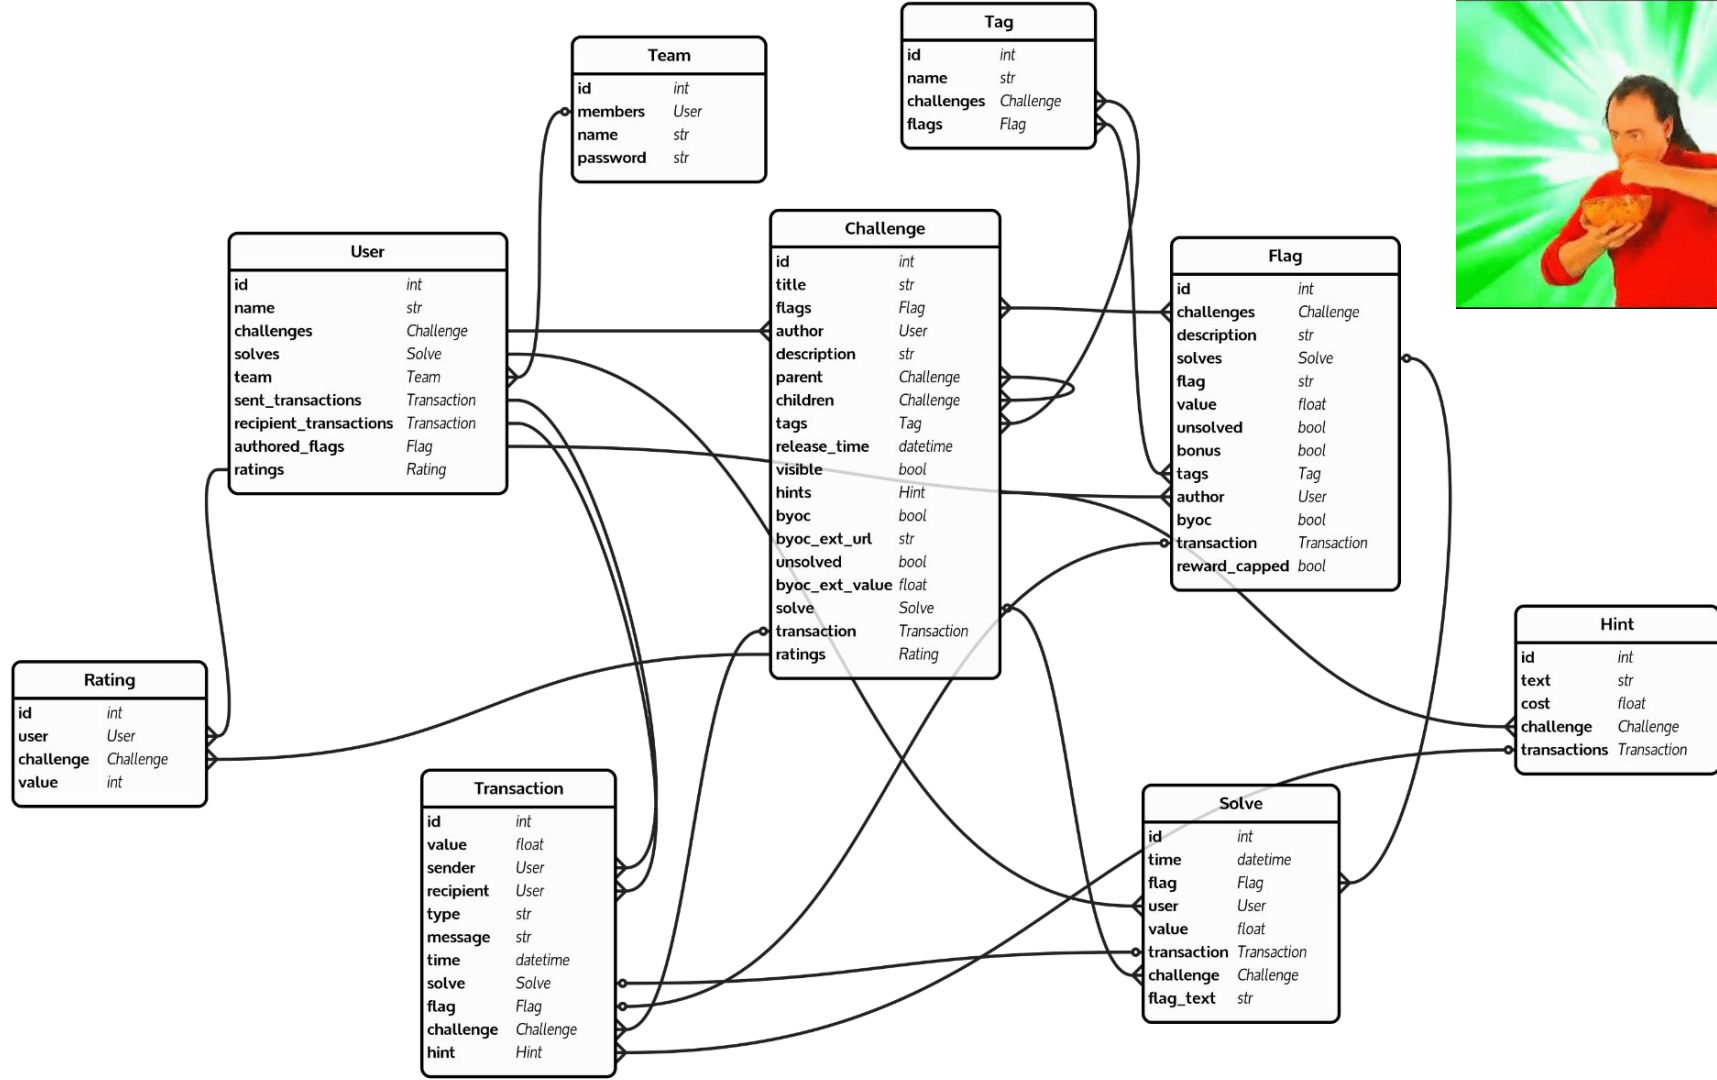 Team
id int
members User
name str
password str
Tag
id int
name str
challenges Challenge
flags Flag
User
id int
name str
challenges Challenge
solves Solve
team Team
sent_transactions Transaction
recipient_transactions Transaction
authored_flags Flag
ratings Rating
Challenge
id int
title str
flags Flag
author User
description str
parent Challenge
children Challenge
tags Tag
release_time datetime
visible bool
hints Hint
byoc bool
byoc_ext_url str
unsolved bool
byoc_ext_value float
solve Solve
transaction Transaction
ratings Rating
Flag
id int
challenges Challenge
description str
solves Solve
flag str
value float
unsolved bool
bonus bool
tags Tag
author User
byoc bool
transaction Transaction
reward_capped bool
Rating
id int
user User
challenge Challenge
value int
Transaction
id int
value float
sender User
recipient User
type str
message str
time datetime
solve Solve
flag Flag
challenge Challenge
hint Hint
Hint
id int
text str
cost float
challenge Challenge
transactions Transaction
Solve
id int
time datetime
flag Flag
user User
value float
transaction Transaction
challenge Challenge
flag_text str